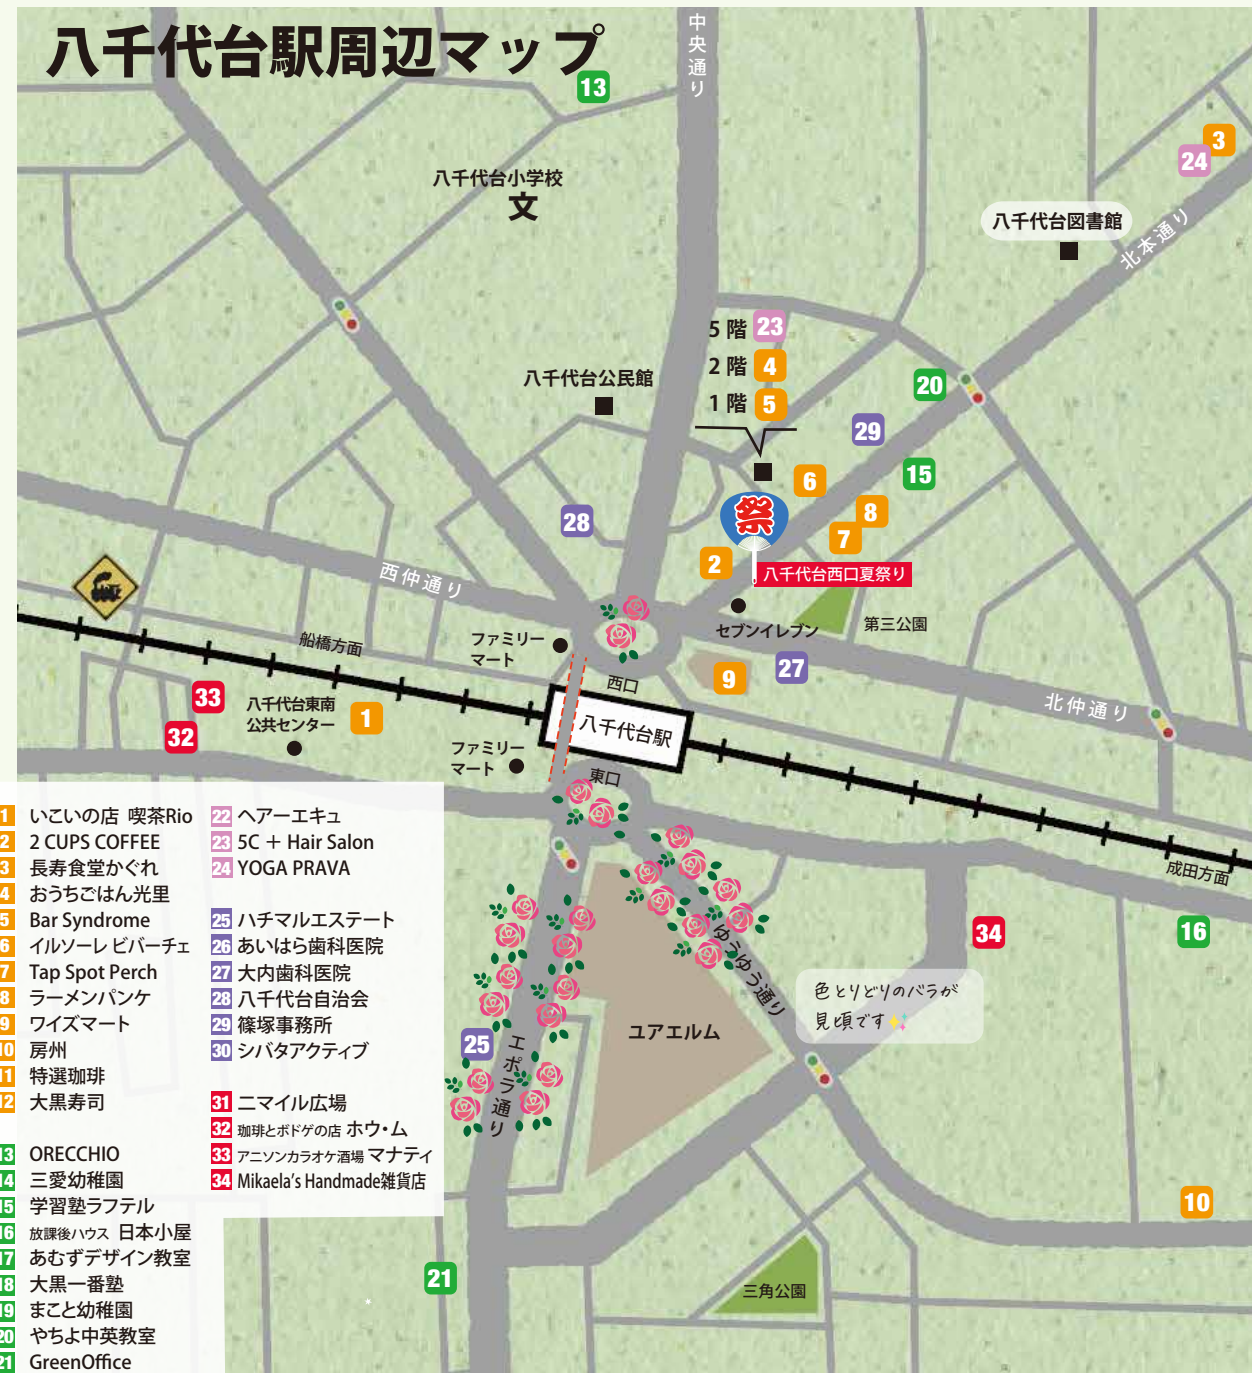 八千代台駅周辺マップ
中央通り
13
3
24
八千代台小学校
文
八千代台図書館
北本通り
5階 23
2階 4
1階 5
八千代台公民館
20
29
15
6
8
7
祭
28
2
八千代台西口夏祭り
西仲通り
セブンイレブン
第三公園
船橋方面
ファミリー
マート
西口
9
27
北仲通り
33
八千代台東南
公共センター
1
32
八千代台駅
ファミリー
マート
東口
成田方面
16
34
ゆうゆう通り
色とりどりのバラが
見頃です
ユアエルム
25
エポラ通り
10
21
三角公園
1 いこいの店 喫茶Rio
2 2 CUPS COFFEE
3 長寿食堂かぐれ
4 おうちごはん光里
5 Bar Syndrome
6 イルソーレ ビバーチェ
7 Tap Spot Perch
8 ラーメンパンケ
9 ワイズマート
10 房州
11 特選珈琲
12 大黒寿司
13 ORECCHIO
14 三愛幼稚園
15 学習塾ラフテル
16 放課後ハウス 日本小屋
17 あむずデザイン教室
18 大黒一番塾
19 まこと幼稚園
20 やちよ中英教室
21 GreenOffice
22 ヘアーエキュ
23 5C ＋ Hair Salon
24 YOGA PRAVA
25 ハチマルエステート
26 あいはら歯科医院
27 大内歯科医院
28 八千代台自治会
29 篠塚事務所
30 シバタアクティブ
31 ニマイル広場
32 珈琲とボドゲの店 ホウ・ム
33 アニソンカラオケ酒場 マナティ
34 Mikaela's Handmade雑貨店